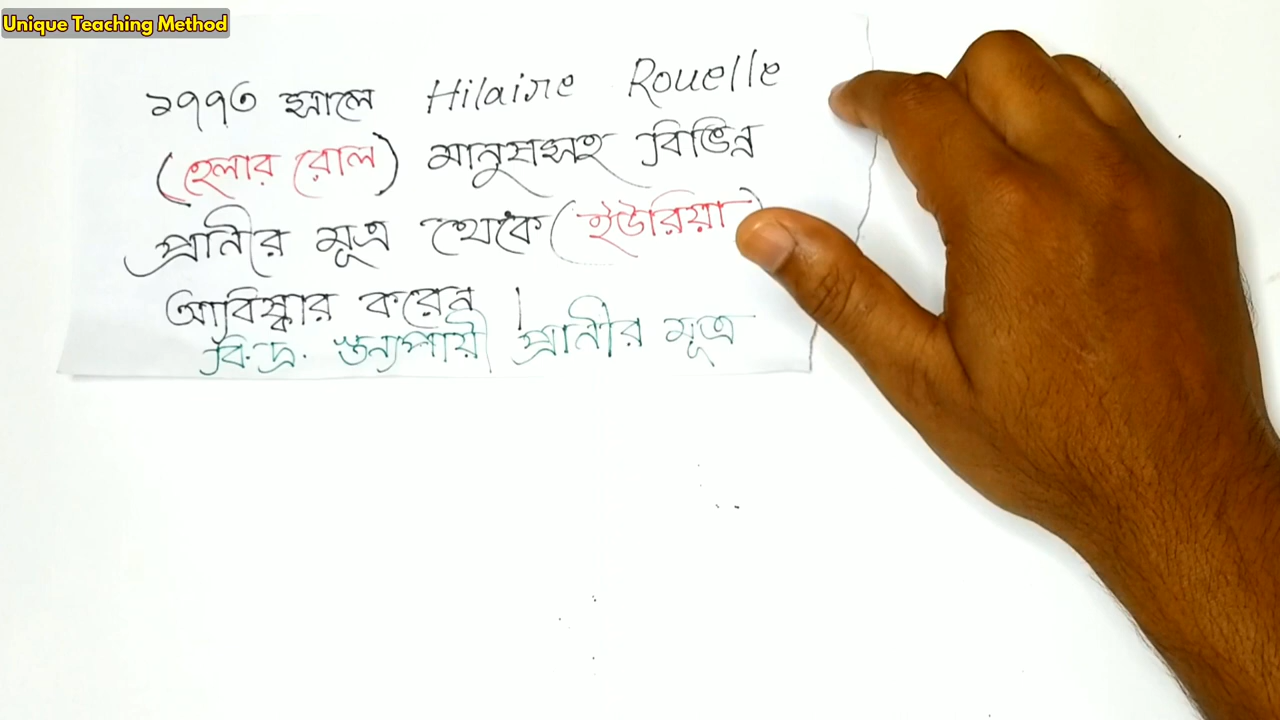 Unique Teaching Method
১৭৭৩ সালে Hilaire Rouelle
(হেলার রোল) মানুষসহ বিভিন্ন
প্রানীর মূত্র থেকে (ইউরিয়া)
আবিস্কার করেন।
বি.দ্র. স্তন্যপায়ী প্রানীর মূত্র